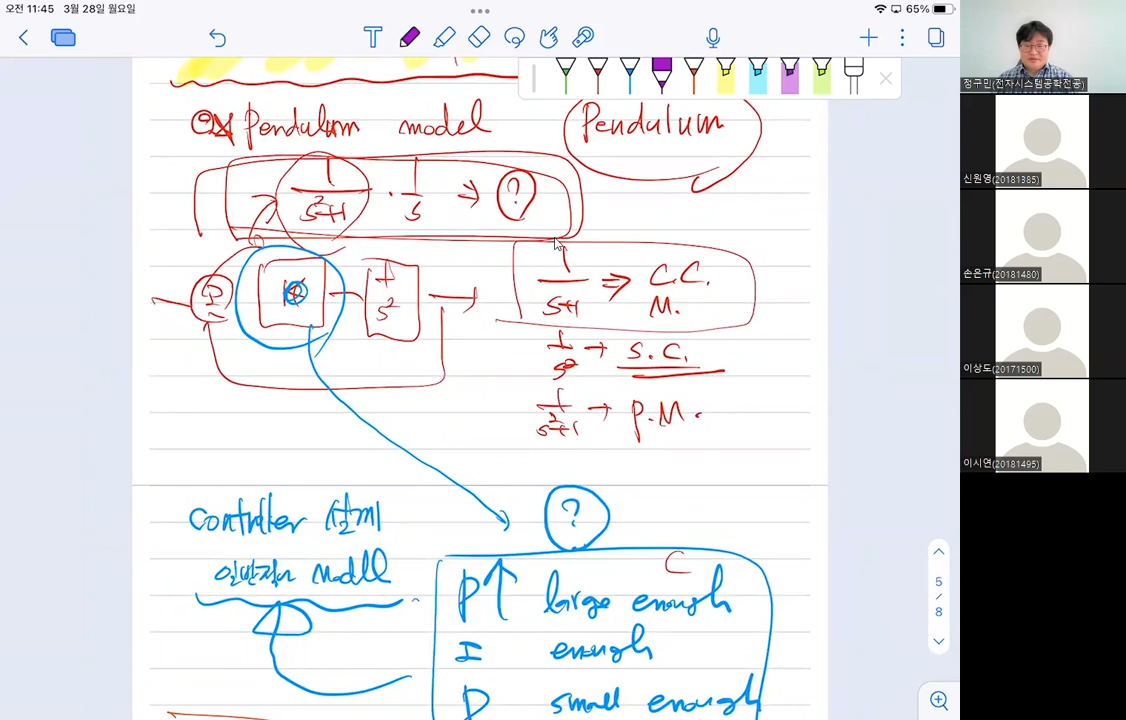 오전 11:45 3월 28일 월요일
65%
Pendulum model
Pendulum
1/(s²+1) · 1/s ⇒ ?
1/s²
1/(s+1) ⇒ C.C. M.
1/s² → S.C.
1/(s²+1) → P.M.
Controller 설계
?
일반적인 Modell
C
P↑ large enough
I enough
D small enough
5
/
8
정구민(전자시스템공학전공)
신원영(20181385)
손은규(20181480)
이상도(20171500)
이시연(20181495)